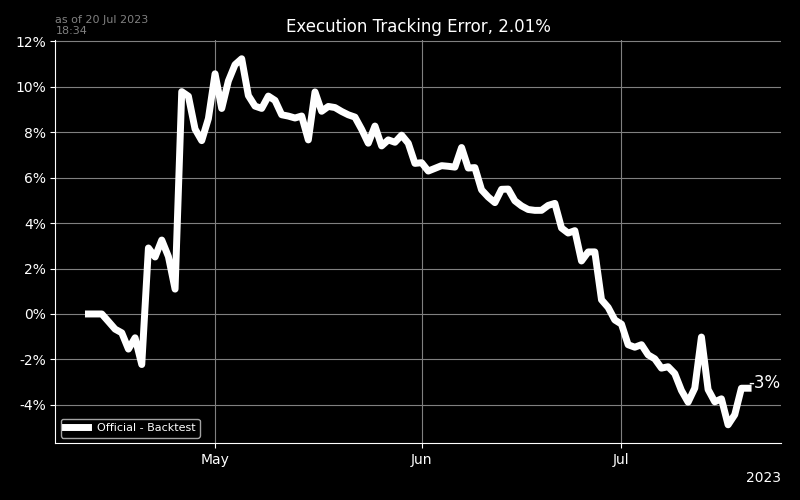 as of 20 Jul 2023
18:34
Execution Tracking Error, 2.01%
12%
10%
8%
6%
4%
2%
0%
-2%
-4%
-3%
Official - Backtest
May
Jun
Jul
2023